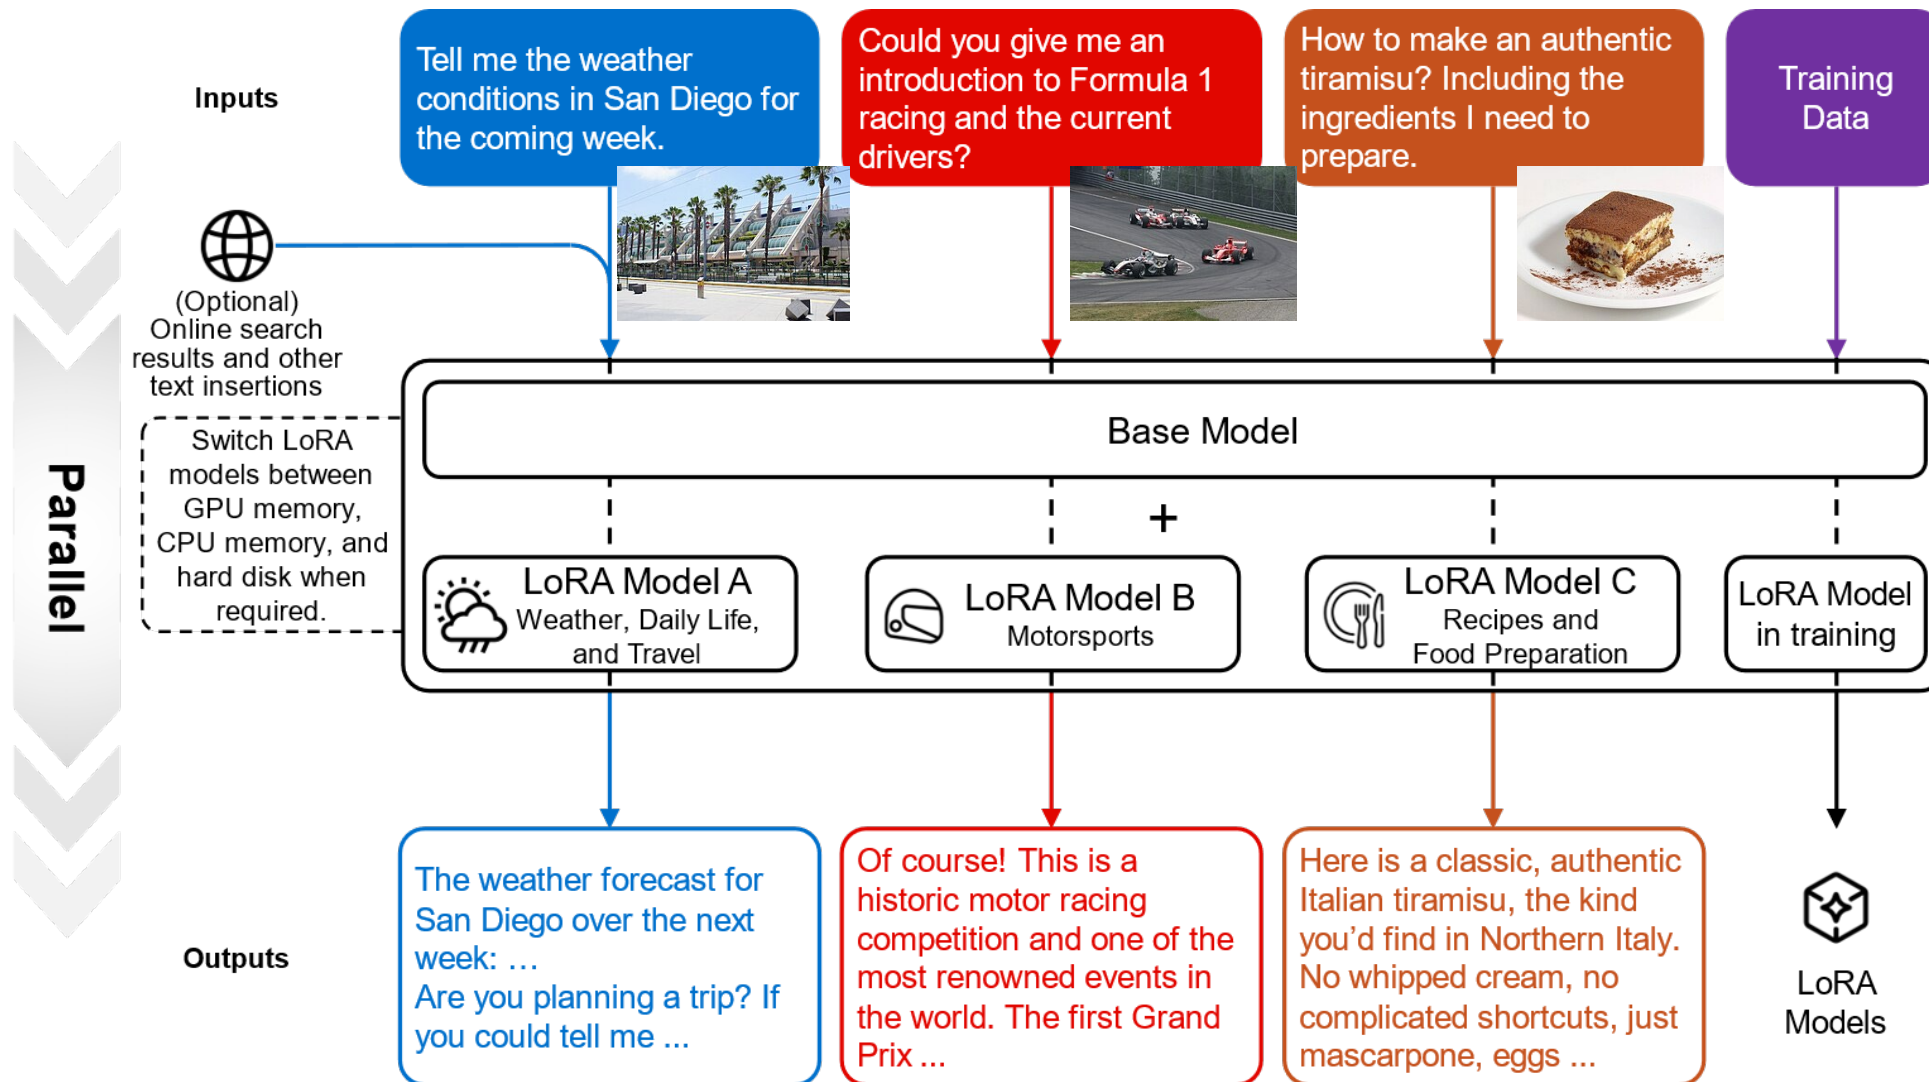 Inputs
Tell me the weather
conditions in San Diego for
the coming week.
Could you give me an
introduction to Formula 1
racing and the current
drivers?
How to make an authentic
tiramisu? Including the
ingredients I need to
prepare.
Training
Data
(Optional)
Online search
results and other
text insertions
Switch LoRA
models between
GPU memory,
CPU memory, and
hard disk when
required.
Parallel
Base Model
+
LoRA Model A
Weather, Daily Life,
and Travel
LoRA Model B
Motorsports
LoRA Model C
Recipes and
Food Preparation
LoRA Model
in training
Outputs
The weather forecast for
San Diego over the next
week: …
Are you planning a trip? If
you could tell me ...
Of course! This is a
historic motor racing
competition and one of the
most renowned events in
the world. The first Grand
Prix ...
Here is a classic, authentic
Italian tiramisu, the kind
you’d find in Northern Italy.
No whipped cream, no
complicated shortcuts, just
mascarpone, eggs ...
LoRA
Models